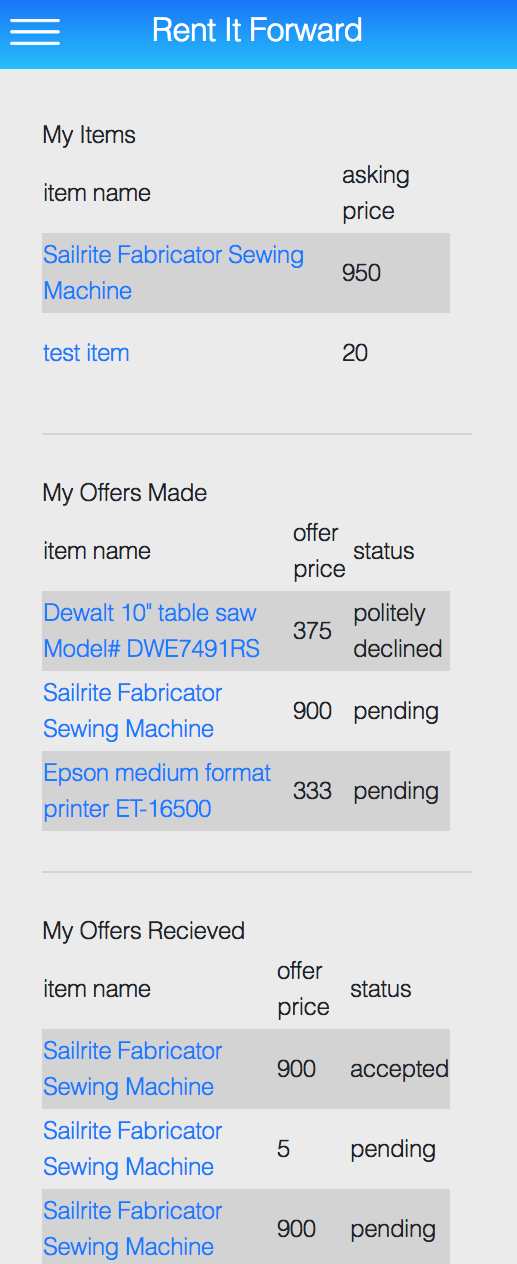 Rent It Forward
My Items
item name
asking
price
Sailrite Fabricator Sewing
Machine
950
test item
20
My Offers Made
item name
offer
price
status
Dewalt 10" table saw
Model# DWE7491RS
375
politely
declined
Sailrite Fabricator
Sewing Machine
900
pending
Epson medium format
printer ET-16500
333
pending
My Offers Recieved
item name
offer
price
status
Sailrite Fabricator
Sewing Machine
900
accepted
Sailrite Fabricator
Sewing Machine
5
pending
Sailrite Fabricator
Sewing Machine
900
pending